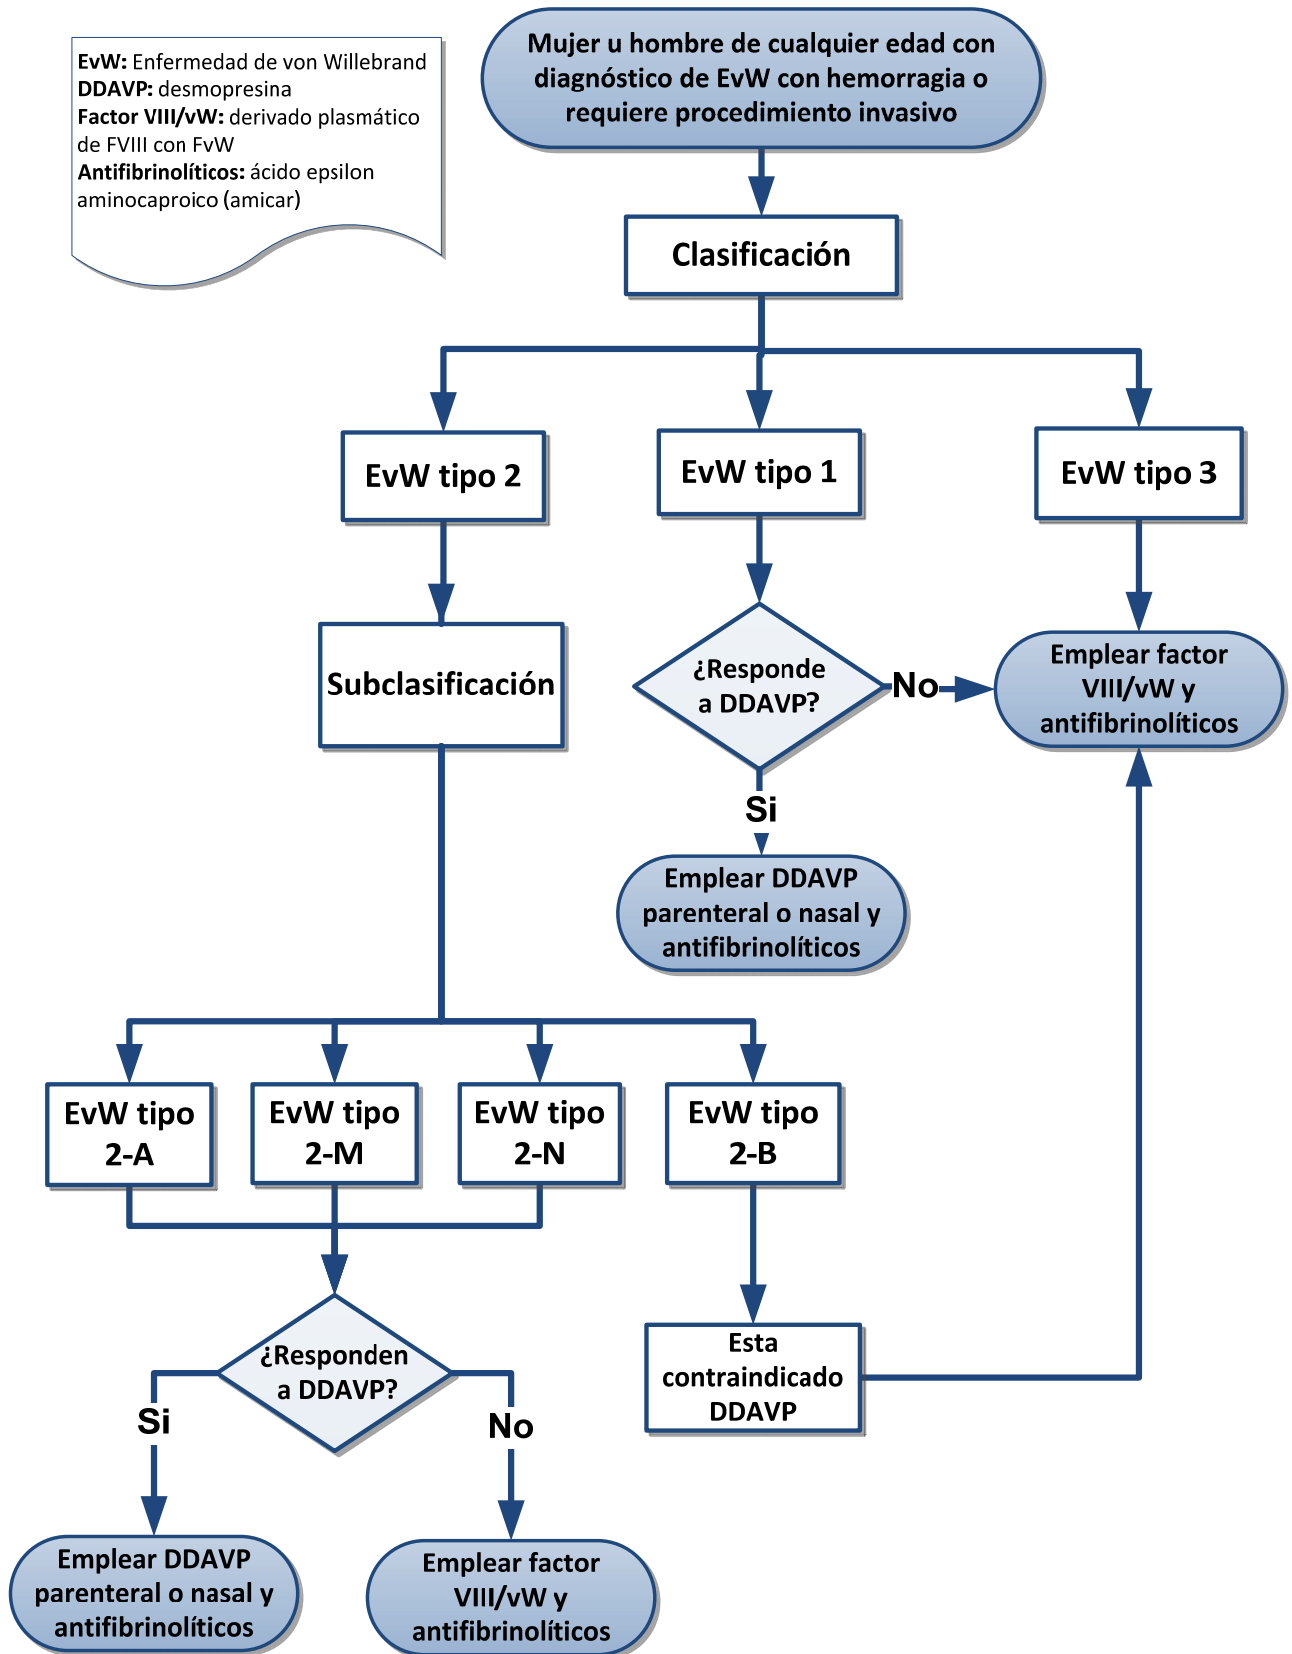 EvW: Enfermedad de von Willebrand
DDAVP: desmopresina
Factor VIII/vW: derivado plasmático
de FVIII con FvW
Antifibrinolíticos: ácido epsilon
aminocaproico (amicar)
Mujer u hombre de cualquier edad con
diagnóstico de EvW con hemorragia o
requiere procedimiento invasivo
Clasificación
EvW tipo 2
EvW tipo 1
EvW tipo 3
Subclasificación
¿Responde
a DDAVP?
No
Emplear factor
VIII/vW y
antifibrinolíticos
Si
Emplear DDAVP
parenteral o nasal y
antifibrinolíticos
EvW tipo
2-A
EvW tipo
2-M
EvW tipo
2-N
EvW tipo
2-B
¿Responden
a DDAVP?
Esta
contraindicado
DDAVP
Si
No
Emplear DDAVP
parenteral o nasal y
antifibrinolíticos
Emplear factor
VIII/vW y
antifibrinolíticos